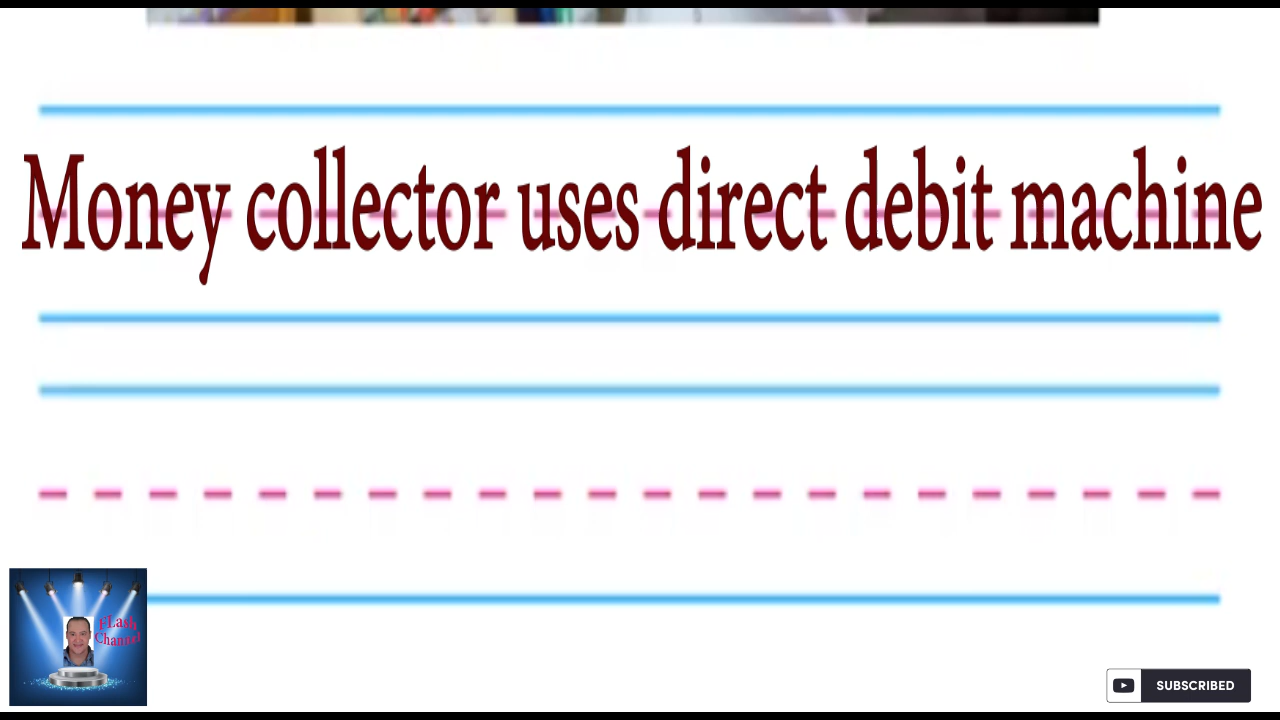 Money collector uses direct debit machine
FLash
Channel
SUBSCRIBED